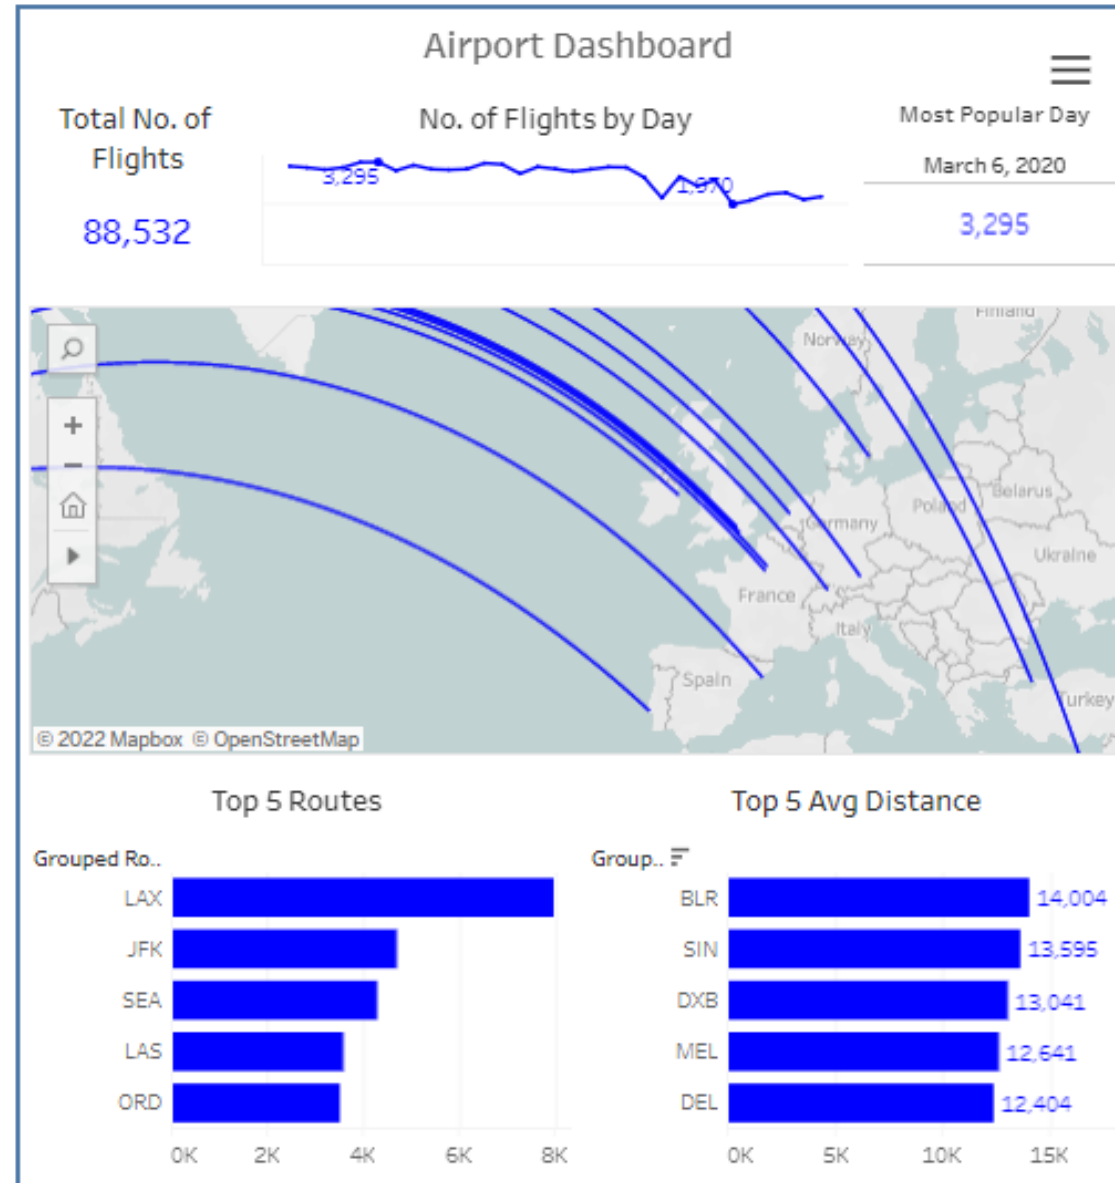 Airport Dashboard
Total No. of
Flights
88,532
No. of Flights by Day
3,295
1,970
Most Popular Day
March 6, 2020
3,295
Finland
Norway
Belarus
Poland
Germany
Ukraine
France
Italy
Spain
Turkey
© 2022 Mapbox © OpenStreetMap
Top 5 Routes
Grouped Ro..
LAX
JFK
SEA
LAS
ORD
0K 2K 4K 6K 8K
Top 5 Avg Distance
Group..
BLR 14,004
SIN 13,595
DXB 13,041
MEL 12,641
DEL 12,404
0K 5K 10K 15K